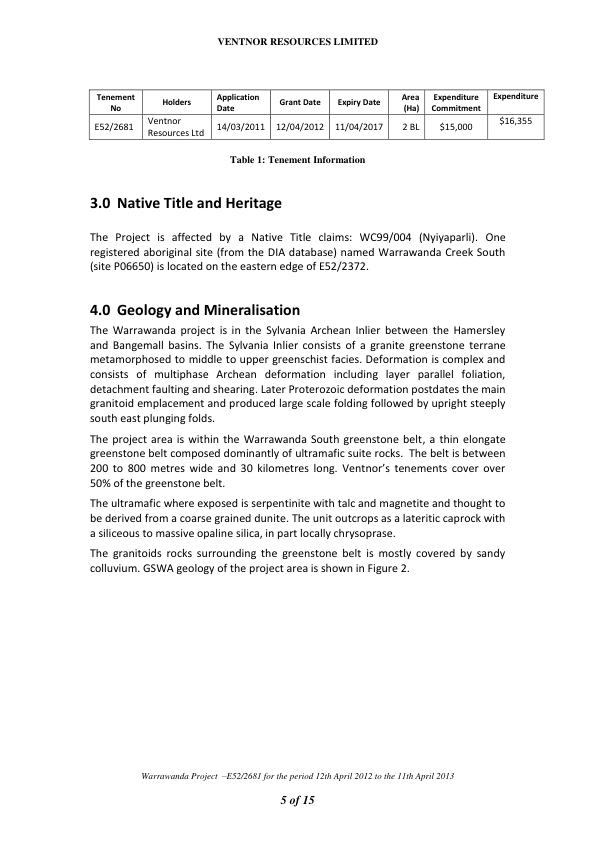 VENTNOR RESOURCES LIMITED
Tenement No Holders Application Date Grant Date Expiry Date Area (Ha) Expenditure Commitment Expenditure
E52/2681 Ventnor Resources Ltd 14/03/2011 12/04/2012 11/04/2017 2 BL $15,000 $16,355
Table 1: Tenement Information
3.0 Native Title and Heritage
The Project is affected by a Native Title claims: WC99/004 (Nyiyaparli). One
registered aboriginal site (from the DIA database) named Warrawanda Creek South
(site P06650) is located on the eastern edge of E52/2372.
4.0 Geology and Mineralisation
The Warrawanda project is in the Sylvania Archean Inlier between the Hamersley
and Bangemall basins. The Sylvania Inlier consists of a granite greenstone terrane
metamorphosed to middle to upper greenschist facies. Deformation is complex and
consists of multiphase Archean deformation including layer parallel foliation,
detachment faulting and shearing. Later Proterozoic deformation postdates the main
granitoid emplacement and produced large scale folding followed by upright steeply
south east plunging folds.
The project area is within the Warrawanda South greenstone belt, a thin elongate
greenstone belt composed dominantly of ultramafic suite rocks. The belt is between
200 to 800 metres wide and 30 kilometres long. Ventnor's tenements cover over
50% of the greenstone belt.
The ultramafic where exposed is serpentinite with talc and magnetite and thought to
be derived from a coarse grained dunite. The unit outcrops as a lateritic caprock with
a siliceous to massive opaline silica, in part locally chrysoprase.
The granitoids rocks surrounding the greenstone belt is mostly covered by sandy
colluvium. GSWA geology of the project area is shown in Figure 2.
Warrawanda Project –E52/2681 for the period 12th April 2012 to the 11th April 2013
5 of 15